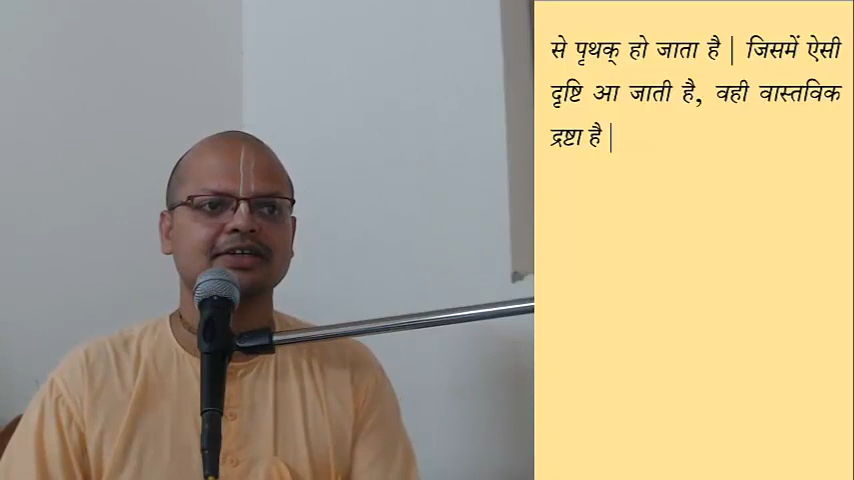 से पृथक् हो जाता है | जिसमें ऐसी
दृष्टि आ जाती है, वही वास्तविक
द्रष्टा है |